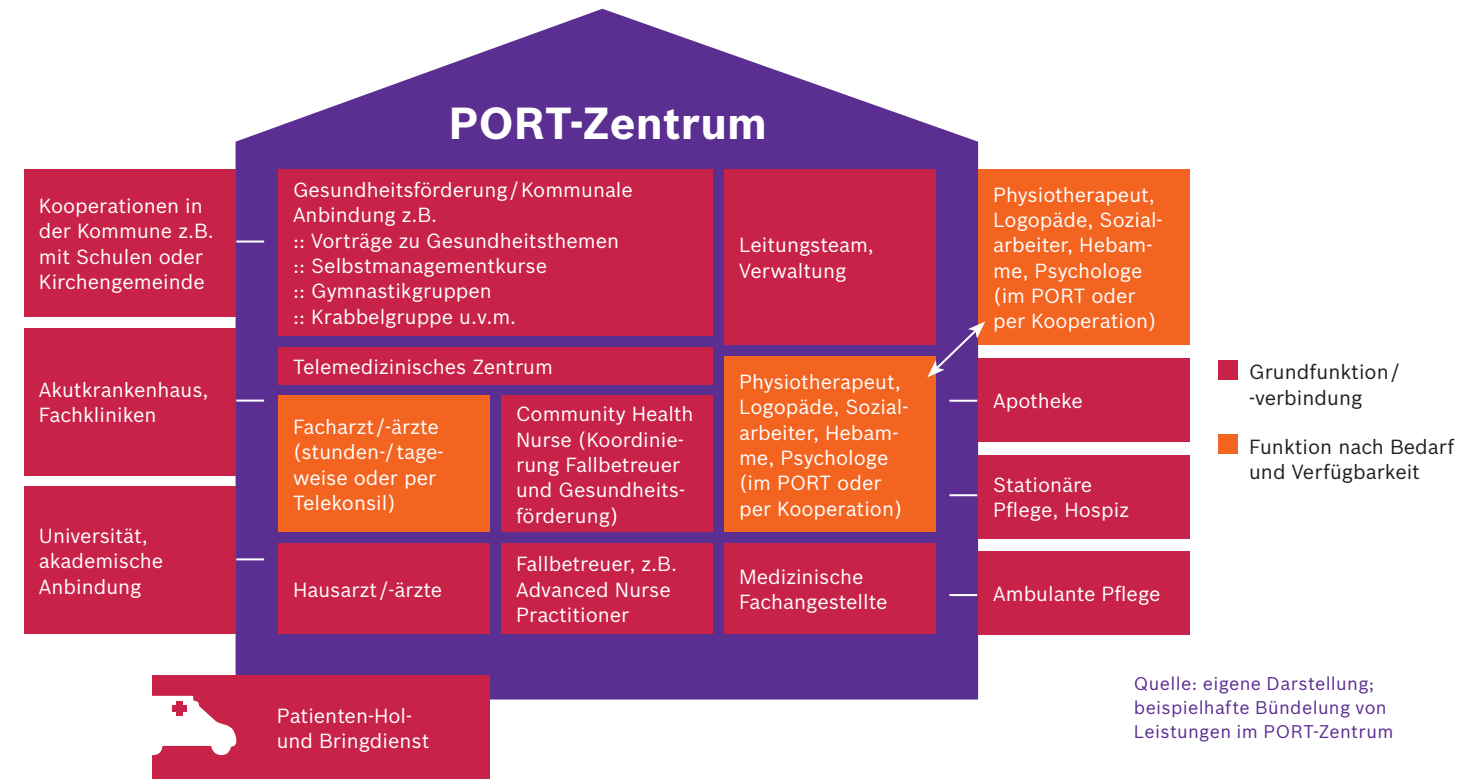 PORT-Zentrum
Kooperationen in
der Kommune z.B.
mit Schulen oder
Kirchengemeinde
Akutkrankenhaus,
Fachkliniken
Universität,
akademische
Anbindung
Gesundheitsförderung/Kommunale
Anbindung z.B.
:: Vorträge zu Gesundheitsthemen
:: Selbstmanagementkurse
:: Gymnastikgruppen
:: Krabbelgruppe u.v.m.
Leitungsteam,
Verwaltung
Telemedizinisches Zentrum
Facharzt/-ärzte
(stunden-/tage-
weise oder per
Telekonsil)
Community Health
Nurse (Koordinie-
rung Fallbetreuer
und Gesundheits-
förderung)
Physiotherapeut,
Logopäde, Sozial-
arbeiter, Hebam-
me, Psychologe
(im PORT oder
per Kooperation)
Hausarzt/-ärzte
Fallbetreuer, z.B.
Advanced Nurse
Practitioner
Medizinische
Fachangestellte
Physiotherapeut,
Logopäde, Sozial-
arbeiter, Hebam-
me, Psychologe
(im PORT oder
per Kooperation)
Apotheke
Stationäre
Pflege, Hospiz
Ambulante Pflege
Patienten-Hol-
und Bringdienst
Grundfunktion/
-verbindung
Funktion nach Bedarf
und Verfügbarkeit
Quelle: eigene Darstellung;
beispielhafte Bündelung von
Leistungen im PORT-Zentrum